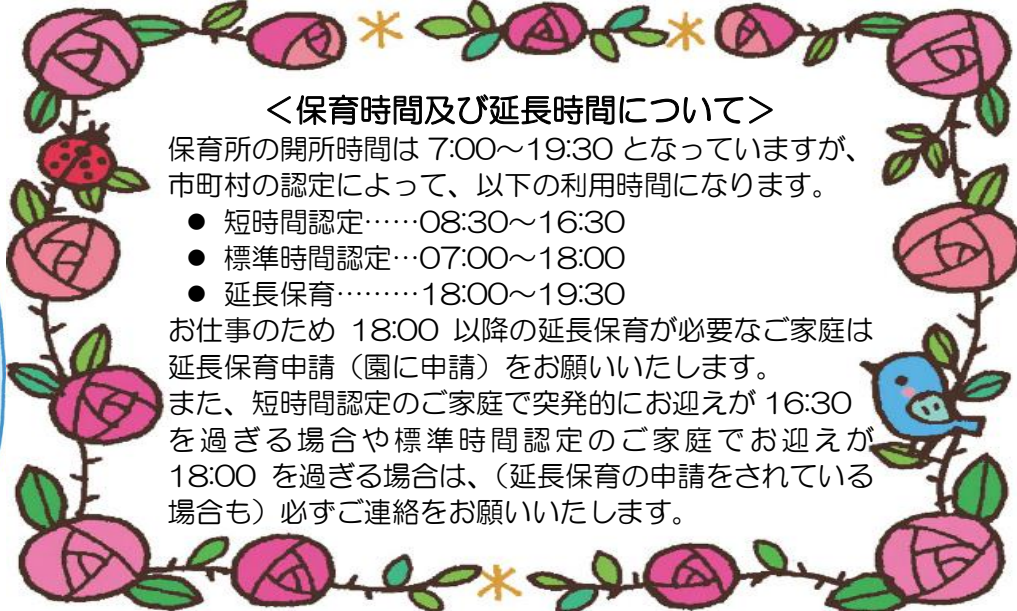 ＜保育時間及び延長時間について＞
保育所の開所時間は 7:00～19:30 となっていますが、
市町村の認定によって、以下の利用時間になります。
● 短時間認定……08:30～16:30
● 標準時間認定…07:00～18:00
● 延長保育………18:00～19:30
お仕事のため 18:00 以降の延長保育が必要なご家庭は
延長保育申請（園に申請）をお願いいたします。
また、短時間認定のご家庭で突発的にお迎えが 16:30
を過ぎる場合や標準時間認定のご家庭でお迎えが
18:00 を過ぎる場合は、（延長保育の申請をされている
場合も）必ずご連絡をお願いいたします。